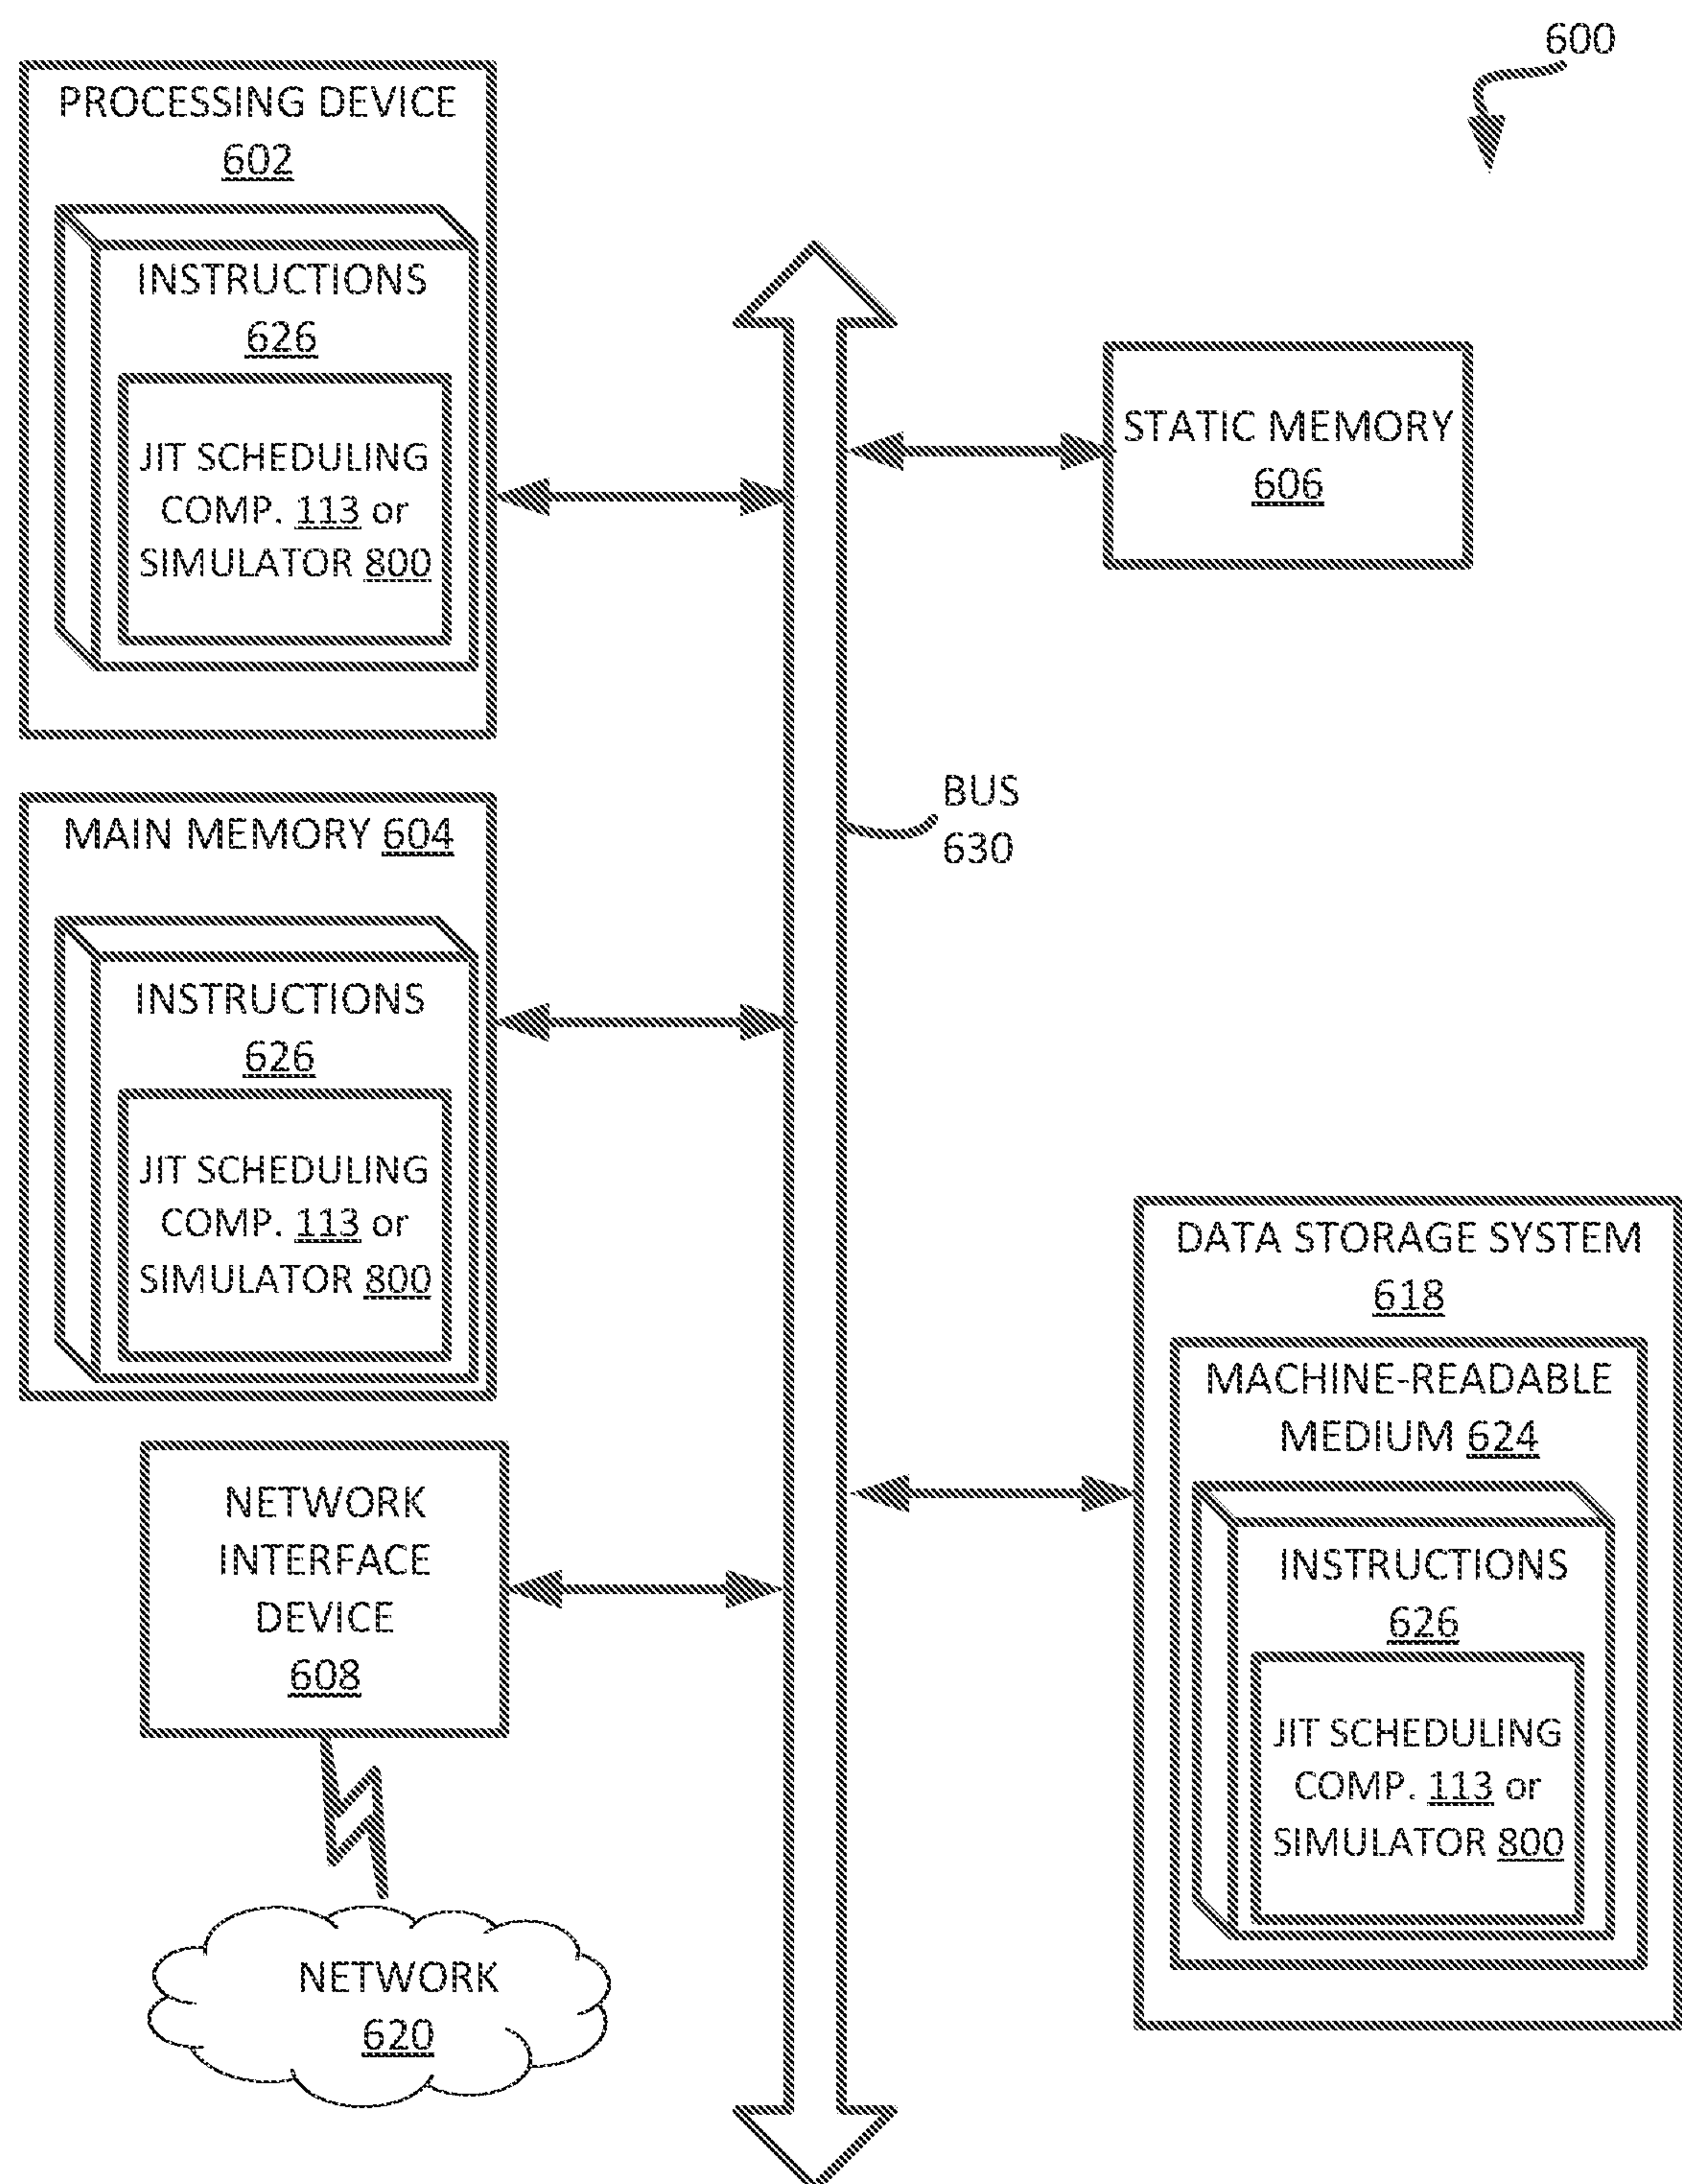 600
PROCESSING DEVICE
602
INSTRUCTIONS
626
JIT SCHEDULING
COMP. 113 or
SIMULATOR 800
STATIC MEMORY
606
BUS
630
MAIN MEMORY 604
INSTRUCTIONS
626
JIT SCHEDULING
COMP. 113 or
SIMULATOR 800
DATA STORAGE SYSTEM
618
MACHINE-READABLE
MEDIUM 624
INSTRUCTIONS
626
JIT SCHEDULING
COMP. 113 or
SIMULATOR 800
NETWORK
INTERFACE
DEVICE
608
NETWORK
620